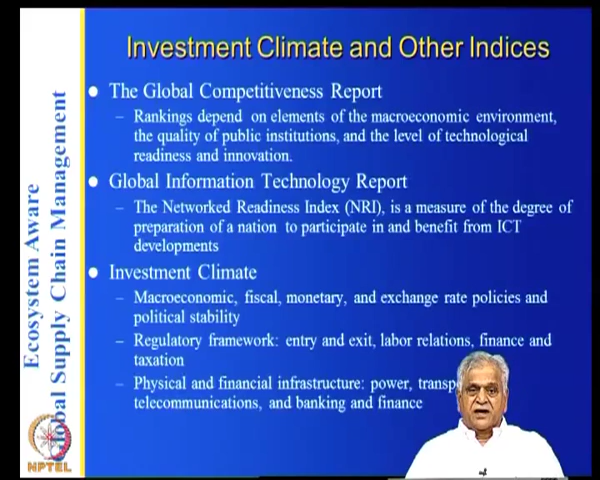 Investment Climate and Other Indices
The Global Competitiveness Report
– Rankings depend on elements of the macroeconomic environment,
the quality of public institutions, and the level of technological
readiness and innovation.
Global Information Technology Report
– The Networked Readiness Index (NRI), is a measure of the degree of
preparation of a nation to participate in and benefit from ICT
developments
Investment Climate
– Macroeconomic, fiscal, monetary, and exchange rate policies and
political stability
– Regulatory framework: entry and exit, labor relations, finance and
taxation
– Physical and financial infrastructure: power,
telecommunications, and banking and finance
Ecosystem Aware
Global Supply Chain Management
NPTEL